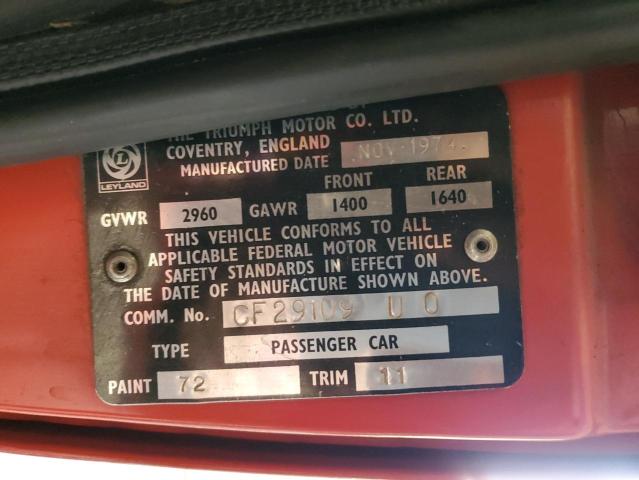 THE TRIUMPH MOTOR CO. LTD.
COVENTRY, ENGLAND
MANUFACTURED DATE NOV 1974
LEYLAND
FRONT REAR
GVWR 2960 GAWR 1400 1640
THIS VEHICLE CONFORMS TO ALL
APPLICABLE FEDERAL MOTOR VEHICLE
SAFETY STANDARDS IN EFFECT ON
THE DATE OF MANUFACTURE SHOWN ABOVE.
COMM. No. CF29109 U O
TYPE PASSENGER CAR
PAINT 72 TRIM 11